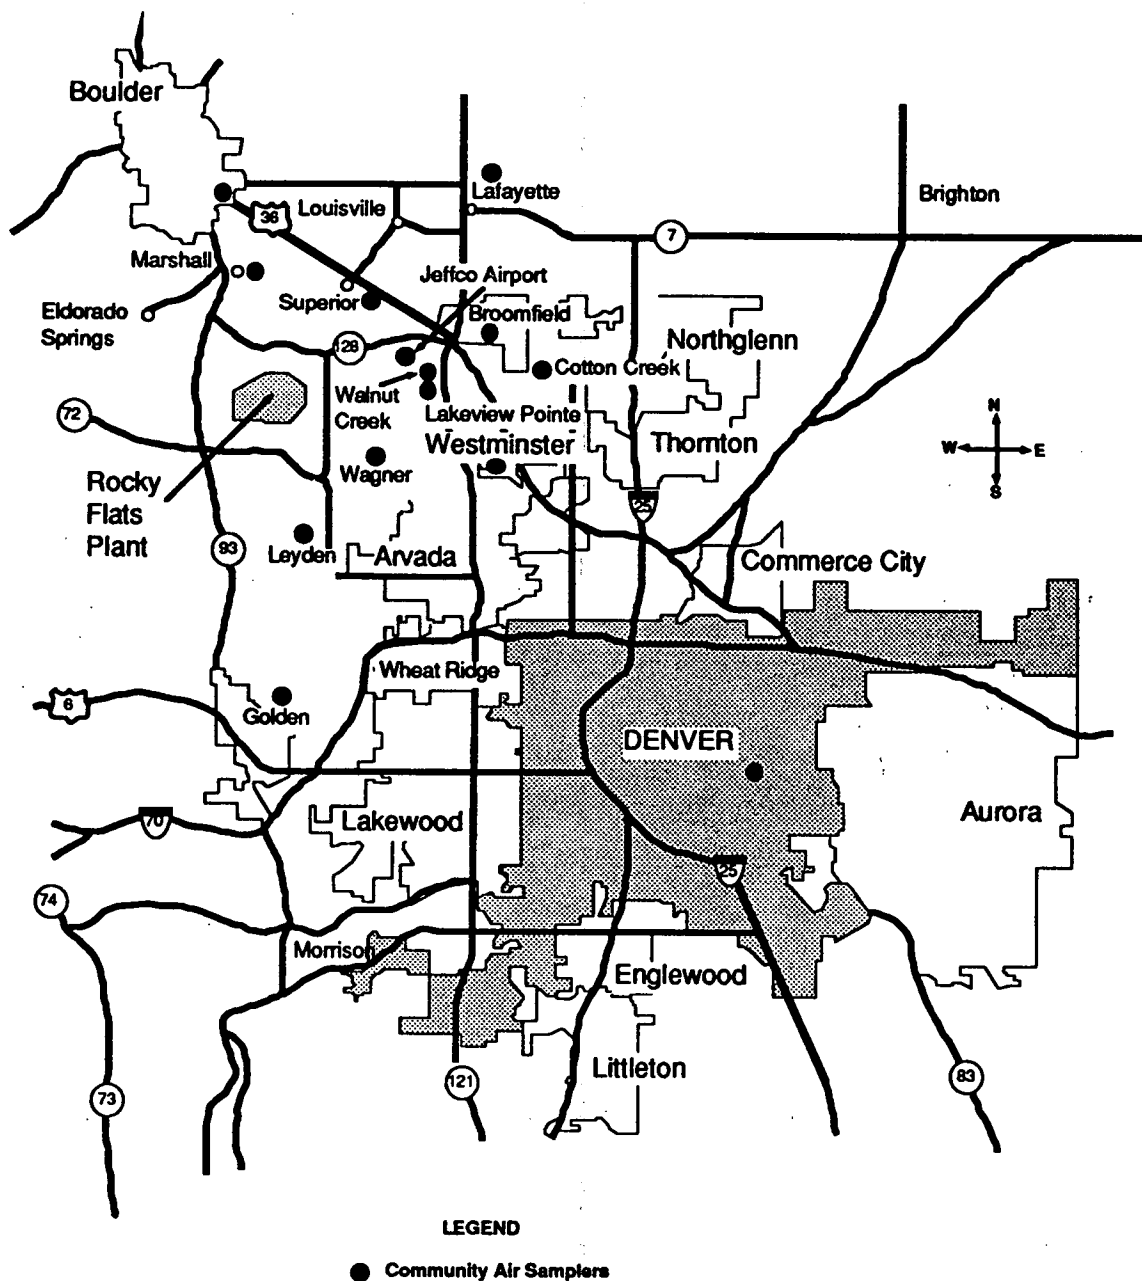 Boulder
Lafayette
Brighton
36
Louisville
7
Marshall
Jeffco Airport
Superior
Eldorado
Springs
Broomfield
Northglenn
128
Cotton Creek
Walnut
Creek
72
Lakeview Pointe
Westminster
Thornton
N
W
E
S
Wagner
Rocky
Flats
Plant
25
93
Leyden
Arvada
Commerce City
Wheat Ridge
6
Golden
DENVER
70
Lakewood
Aurora
25
74
Morrison
Englewood
Littleton
121
83
73
LEGEND
Community Air Samplers